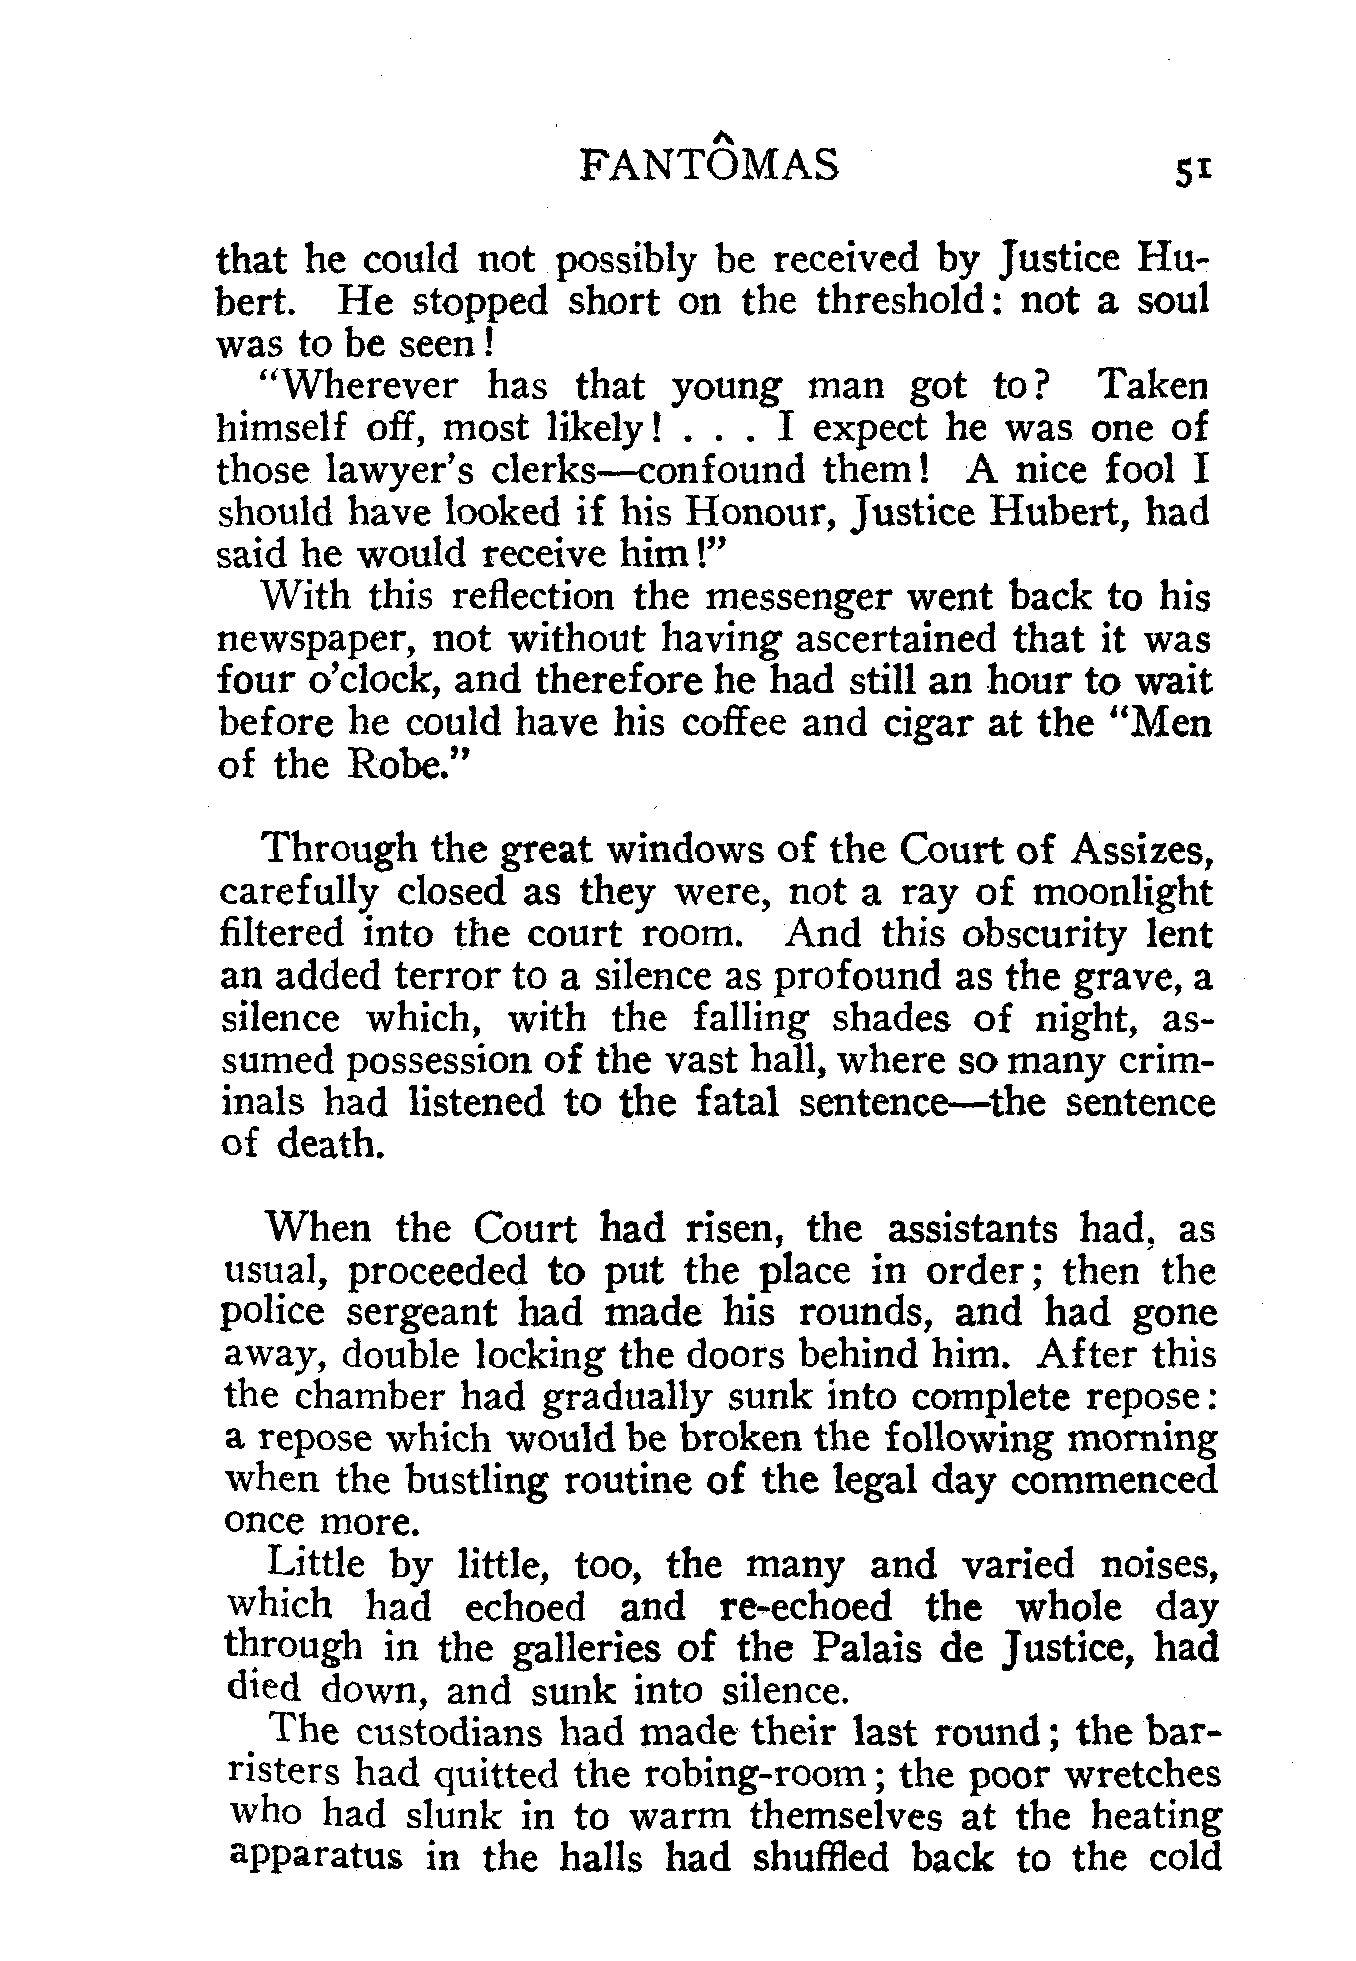 FANTÔMAS 51
that he could not possibly be received by Justice Hu-
bert. He stopped short on the threshold: not a soul
was to be seen!
"Wherever has that young man got to? Taken
himself off, most likely! . . . I expect he was one of
those lawyer's clerks—confound them! A nice fool I
should have looked if his Honour, Justice Hubert, had
said he would receive him!"
With this reflection the messenger went back to his
newspaper, not without having ascertained that it was
four o'clock, and therefore he had still an hour to wait
before he could have his coffee and cigar at the "Men
of the Robe."
Through the great windows of the Court of Assizes,
carefully closed as they were, not a ray of moonlight
filtered into the court room. And this obscurity lent
an added terror to a silence as profound as the grave, a
silence which, with the falling shades of night, as-
sumed possession of the vast hall, where so many crim-
inals had listened to the fatal sentence—the sentence
of death.
When the Court had risen, the assistants had, as
usual, proceeded to put the place in order; then the
police sergeant had made his rounds, and had gone
away, double locking the doors behind him. After this
the chamber had gradually sunk into complete repose:
a repose which would be broken the following morning
when the bustling routine of the legal day commenced
once more.
Little by little, too, the many and varied noises,
which had echoed and re-echoed the whole day
through in the galleries of the Palais de Justice, had
died down, and sunk into silence.
The custodians had made their last round; the bar-
risters had quitted the robing-room; the poor wretches
who had slunk in to warm themselves at the heating
apparatus in the halls had shuffled back to the cold